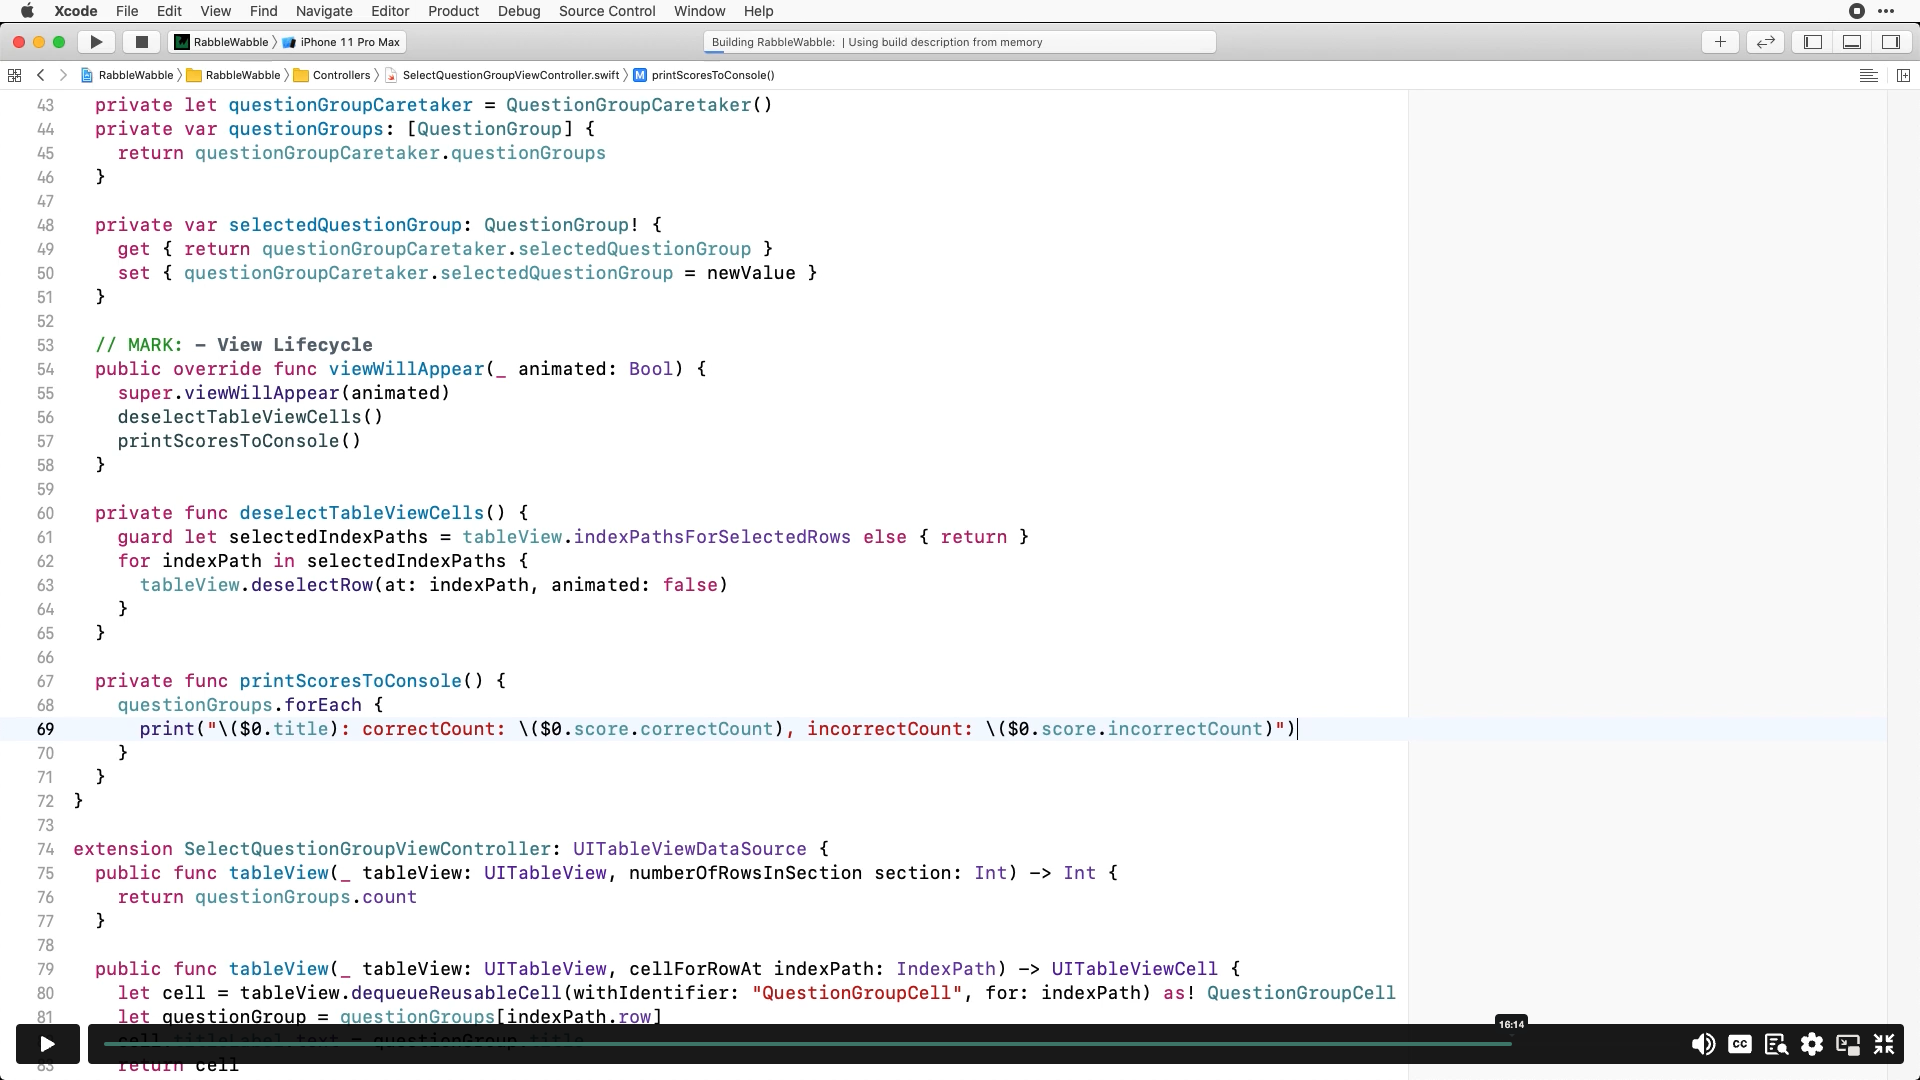 Xcode File Edit View Find Navigate Editor Product Debug Source Control Window Help
RabbleWabble iPhone 11 Pro Max Building RabbleWabble: | Using build description from memory
RabbleWabble RabbleWabble Controllers SelectQuestionGroupViewController.swift M printScoresToConsole()
43 private let questionGroupCaretaker = QuestionGroupCaretaker()
44 private var questionGroups: [QuestionGroup] {
45 return questionGroupCaretaker.questionGroups
46 }
47
48 private var selectedQuestionGroup: QuestionGroup! {
49 get { return questionGroupCaretaker.selectedQuestionGroup }
50 set { questionGroupCaretaker.selectedQuestionGroup = newValue }
51 }
52
53 // MARK: - View Lifecycle
54 public override func viewWillAppear(_ animated: Bool) {
55 super.viewWillAppear(animated)
56 deselectTableViewCells()
57 printScoresToConsole()
58 }
59
60 private func deselectTableViewCells() {
61 guard let selectedIndexPaths = tableView.indexPathsForSelectedRows else { return }
62 for indexPath in selectedIndexPaths {
63 tableView.deselectRow(at: indexPath, animated: false)
64 }
65 }
66
67 private func printScoresToConsole() {
68 questionGroups.forEach {
69 print("\($0.title): correctCount: \($0.score.correctCount), incorrectCount: \($0.score.incorrectCount)")
70 }
71 }
72 }
73
74 extension SelectQuestionGroupViewController: UITableViewDataSource {
75 public func tableView(_ tableView: UITableView, numberOfRowsInSection section: Int) -> Int {
76 return questionGroups.count
77 }
78
79 public func tableView(_ tableView: UITableView, cellForRowAt indexPath: IndexPath) -> UITableViewCell {
80 let cell = tableView.dequeueReusableCell(withIdentifier: "QuestionGroupCell", for: indexPath) as! QuestionGroupCell
81 let questionGroup = questionGroups[indexPath.row]
16:14
cell.titleLabel.text = questionGroup.title
CC
83 return cell